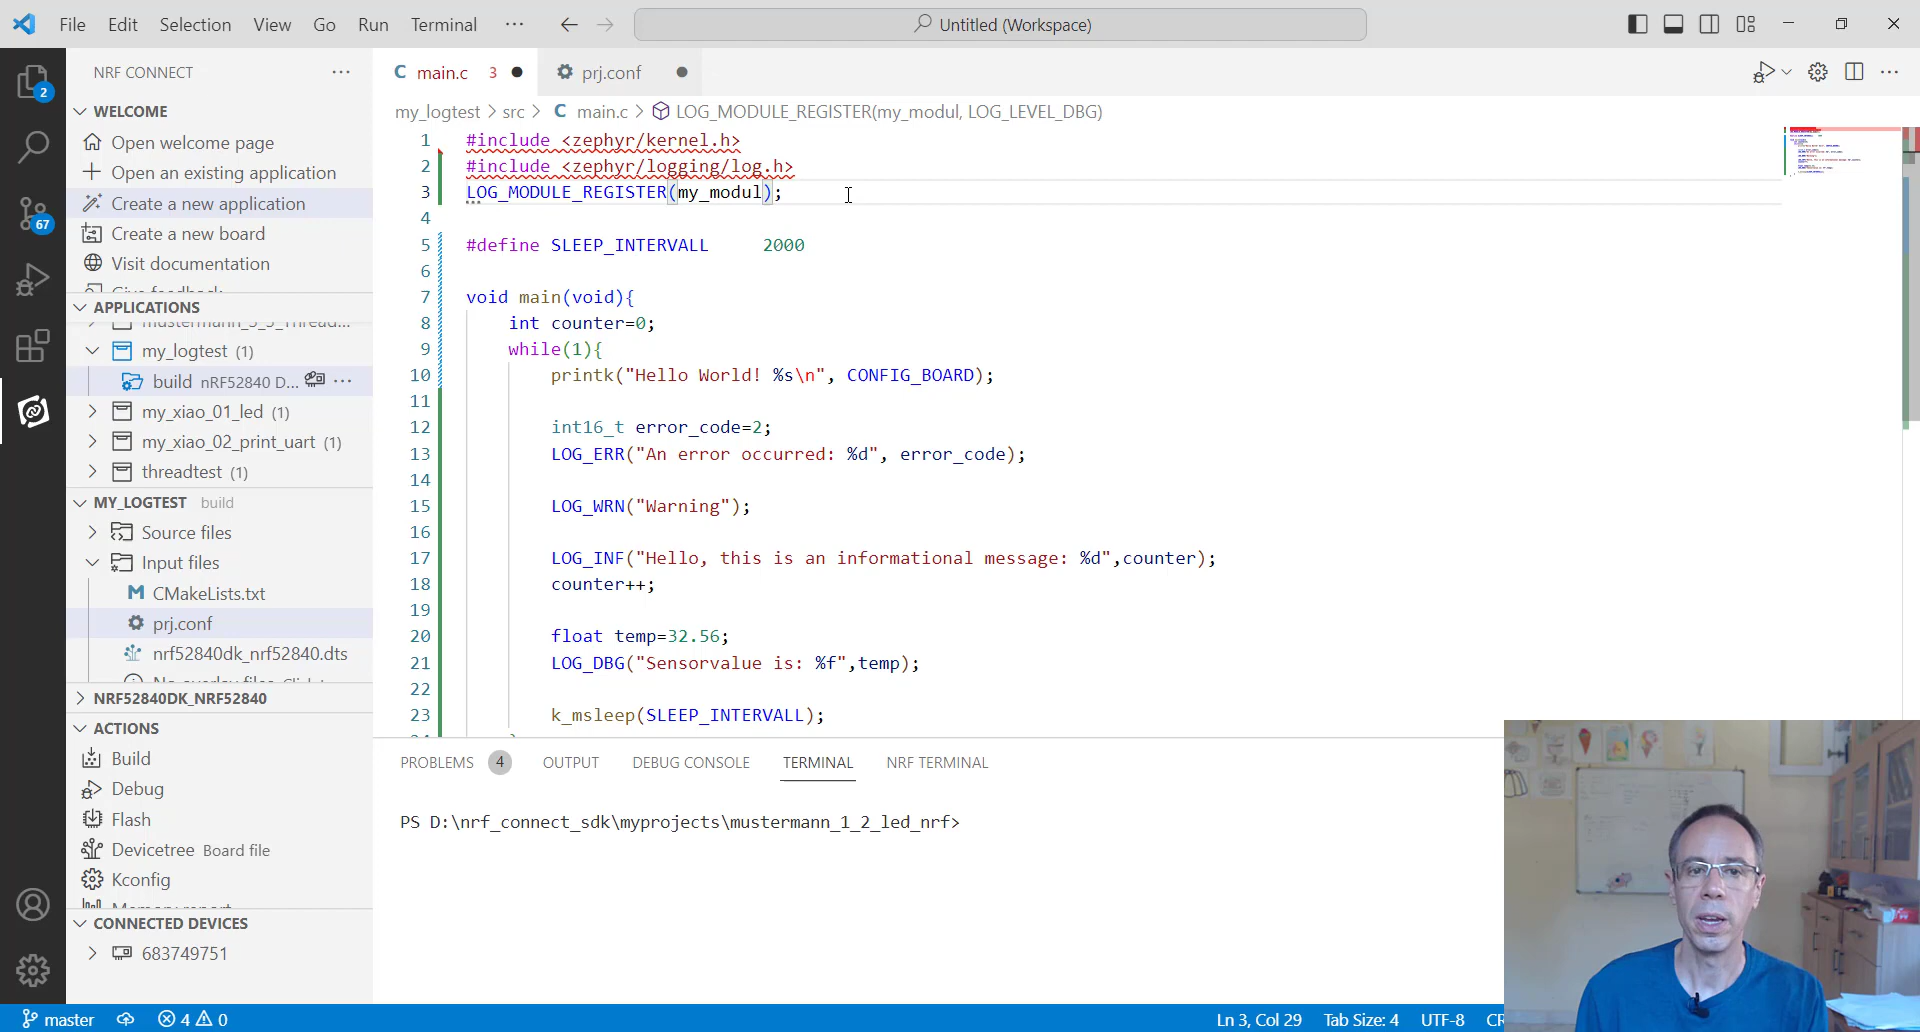 File Edit Selection View Go Run Terminal ··· Untitled (Workspace)
NRF CONNECT ···
WELCOME
Open welcome page
Open an existing application
Create a new application
Create a new board
Visit documentation
Give feedback
APPLICATIONS
mustermann_5_5_Thread...
my_logtest (1)
build nRF52840 D... ···
my_xiao_01_led (1)
my_xiao_02_print_uart (1)
threadtest (1)
MY_LOGTEST build
Source files
Input files
CMakeLists.txt
prj.conf
nrf52840dk_nrf52840.dts
NRF52840DK_NRF52840
ACTIONS
Build
Debug
Flash
Devicetree Board file
Kconfig
Memory report
CONNECTED DEVICES
683749751
2
67
C main.c 3 ● prj.conf ●
my_logtest > src > C main.c > LOG_MODULE_REGISTER(my_modul, LOG_LEVEL_DBG)
1 #include <zephyr/kernel.h>
2 #include <zephyr/logging/log.h>
3 LOG_MODULE_REGISTER(my_modul);
4
5 #define SLEEP_INTERVALL 2000
6
7 void main(void){
8 int counter=0;
9 while(1){
10 printk("Hello World! %s\n", CONFIG_BOARD);
11
12 int16_t error_code=2;
13 LOG_ERR("An error occurred: %d", error_code);
14
15 LOG_WRN("Warning");
16
17 LOG_INF("Hello, this is an informational message: %d",counter);
18 counter++;
19
20 float temp=32.56;
21 LOG_DBG("Sensorvalue is: %f",temp);
22
23 k_msleep(SLEEP_INTERVALL);
PROBLEMS 4 OUTPUT DEBUG CONSOLE TERMINAL NRF TERMINAL
PS D:\nrf_connect_sdk\myprojects\mustermann_1_2_led_nrf>
master 4 0 Ln 3, Col 29 Tab Size: 4 UTF-8